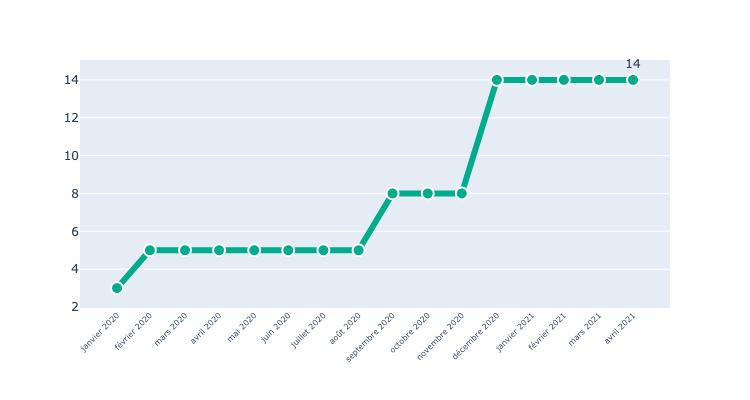 14
14
12
10
8
6
4
2
janvier 2020
février 2020
mars 2020
avril 2020
mai 2020
juin 2020
juillet 2020
août 2020
septembre 2020
octobre 2020
novembre 2020
décembre 2020
janvier 2021
février 2021
mars 2021
avril 2021